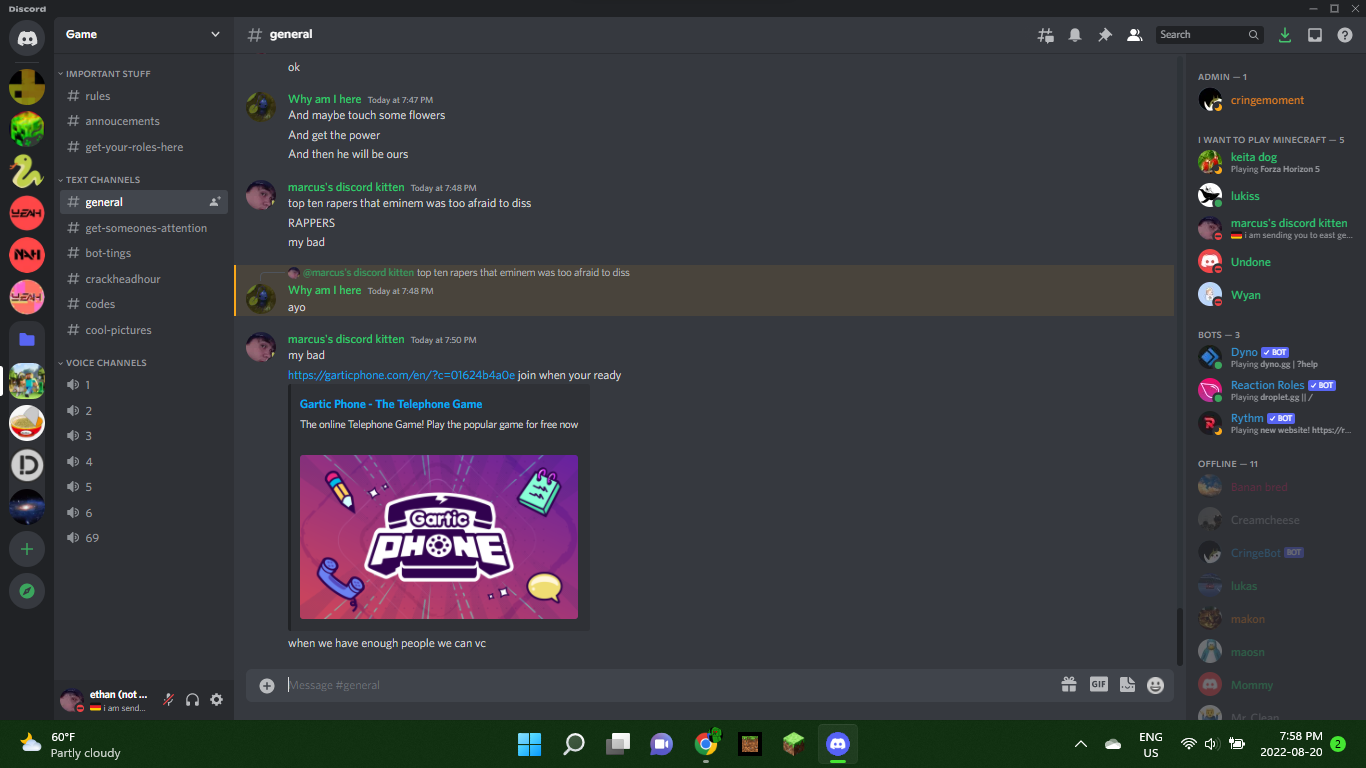 Discord
Game
IMPORTANT STUFF
# rules
# annoucements
# get-your-roles-here
TEXT CHANNELS
# general
# get-someones-attention
# bot-tings
# crackheadhour
# codes
# cool-pictures
VOICE CHANNELS
1
2
3
4
5
6
69
YEAH
NAH
YEAH
ethan (not ...
i am send...
# general
Search
ok
Why am I here Today at 7:47 PM
And maybe touch some flowers
And get the power
And then he will be ours
marcus's discord kitten Today at 7:48 PM
top ten rapers that eminem was too afraid to diss
RAPPERS
my bad
@marcus's discord kitten top ten rapers that eminem was too afraid to diss
Why am I here Today at 7:48 PM
ayo
marcus's discord kitten Today at 7:50 PM
my bad
https://garticphone.com/en/?c=01624b4a0e join when your ready
Gartic Phone - The Telephone Game
The online Telephone Game! Play the popular game for free now
Gartic
PHONE
when we have enough people we can vc
Message #general
GIF
ADMIN — 1
cringemoment
I WANT TO PLAY MINECRAFT — 5
keita dog
Playing Forza Horizon 5
lukiss
marcus's discord kitten
i am sending you to east ge...
Undone
Wyan
BOTS — 3
Dyno BOT
Playing dyno.gg | ?help
Reaction Roles BOT
Playing droplet.gg || /
Rythm BOT
Playing new website! https://r...
OFFLINE — 11
Banan bred
Creamcheese
CringeBot BOT
lukas
makon
maosn
Mommy
Mr. Clean
60°F
Partly cloudy
ENG
US
7:58 PM
2022-08-20
2